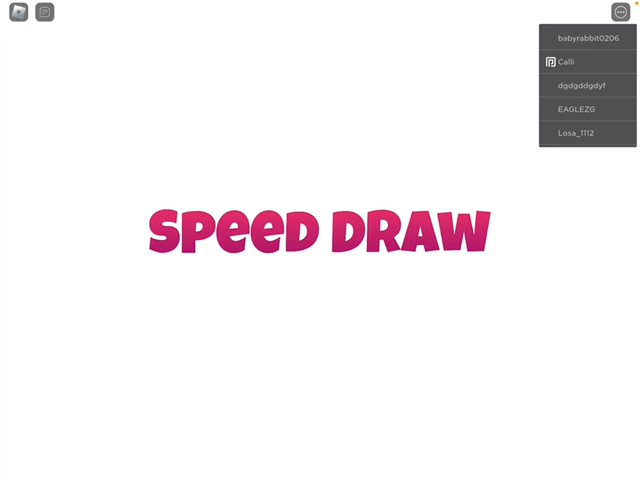 babyrabbit0206
Calli
dgdgddgdyf
EAGLEZG
Losa_1112
SPEED DRAW